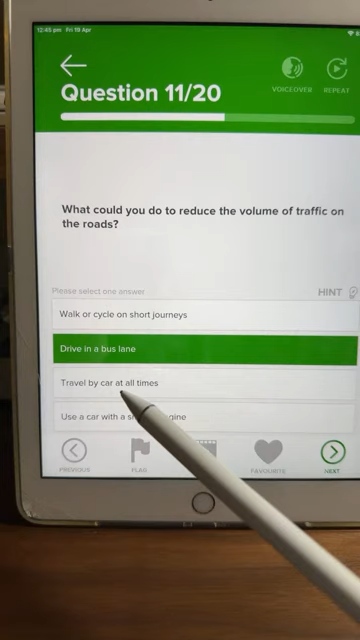 12:45 pm Fri 19 Apr
Question 11/20
VOICEOVER
REPEAT
What could you do to reduce the volume of traffic on
the roads?
Please select one answer
HINT
Walk or cycle on short journeys
Drive in a bus lane
Travel by car at all times
Use a car with a
PREVIOUS
FLAG
FAVOURITE
NEXT